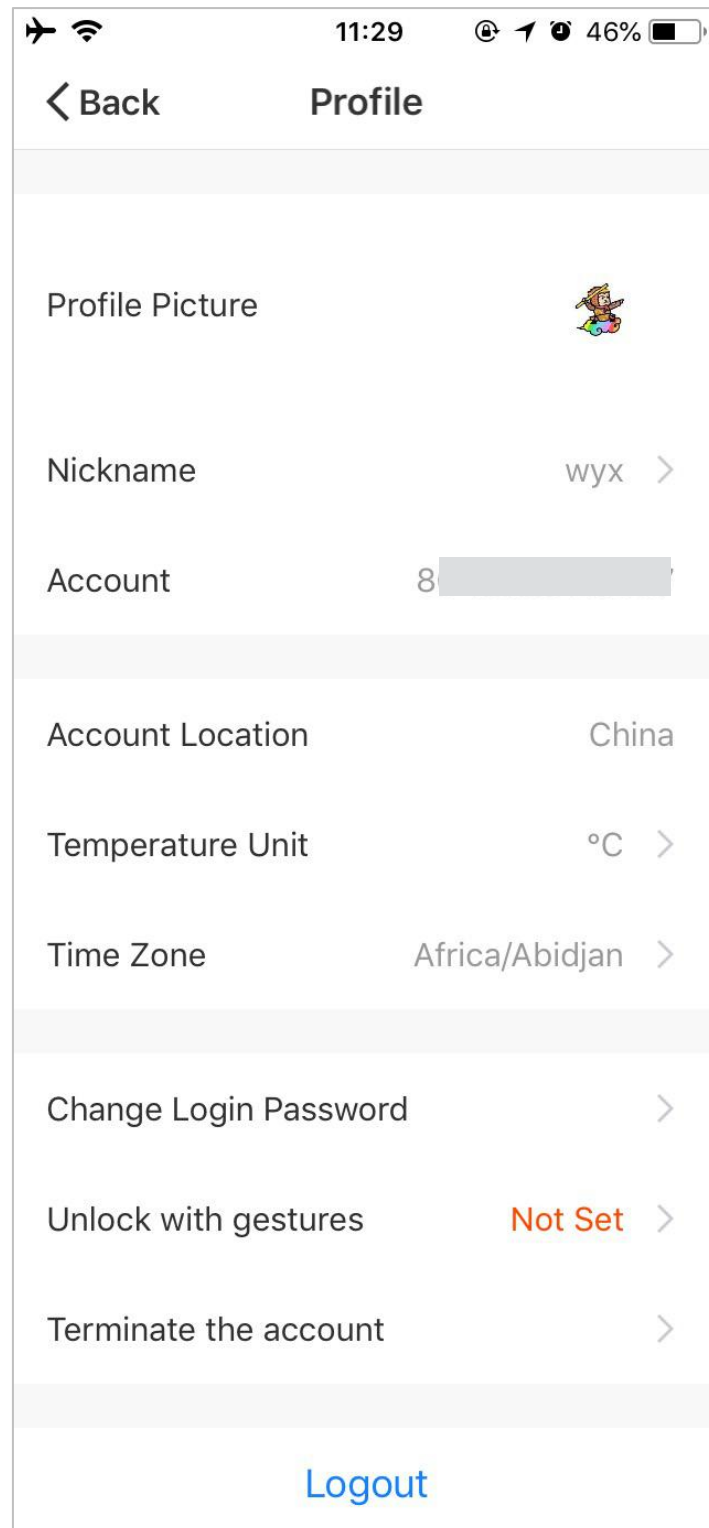 11:29 46%
Back Profile
Profile Picture
Nickname wyx
Account 8
Account Location China
Temperature Unit °C
Time Zone Africa/Abidjan
Change Login Password
Unlock with gestures Not Set
Terminate the account
Logout